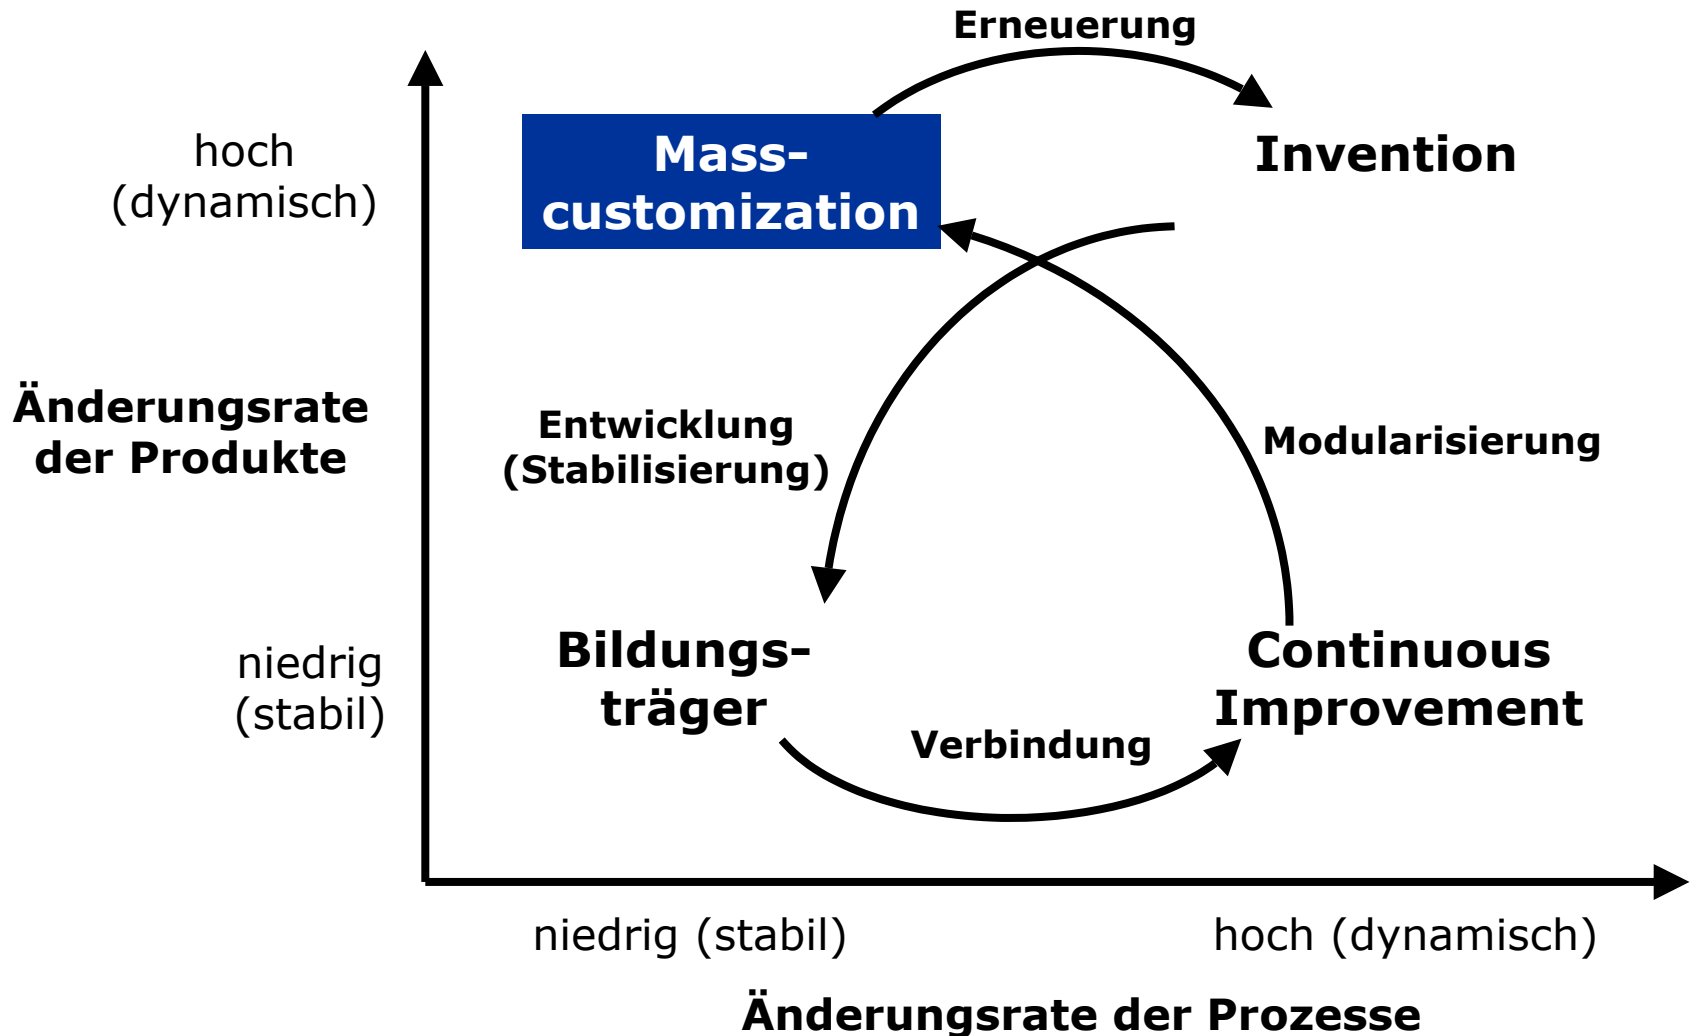 Erneuerung
hoch
(dynamisch)
Mass-
customization
Invention
Änderungsrate
der Produkte
Entwicklung
(Stabilisierung)
Modularisierung
niedrig
(stabil)
Bildungs-
träger
Continuous
Improvement
Verbindung
niedrig (stabil)
hoch (dynamisch)
Änderungsrate der Prozesse